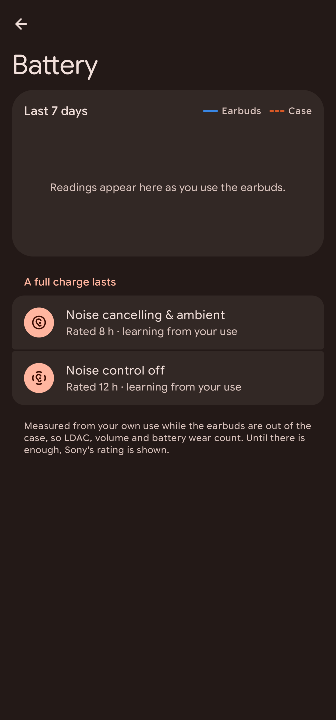 Battery
Last 7 days
Earbuds
Case
Readings appear here as you use the earbuds.
A full charge lasts
Noise cancelling & ambient
Rated 8 h · learning from your use
Noise control off
Rated 12 h · learning from your use
Measured from your own use while the earbuds are out of the
case, so LDAC, volume and battery wear count. Until there is
enough, Sony's rating is shown.